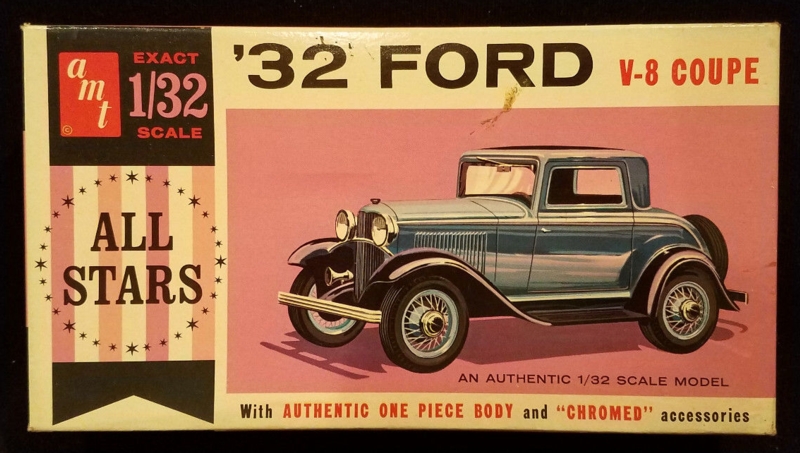 '32 FORD V-8 COUPE
amt
©
EXACT
1/32
SCALE
ALL
STARS
AN AUTHENTIC 1/32 SCALE MODEL
With AUTHENTIC ONE PIECE BODY and "CHROMED" accessories